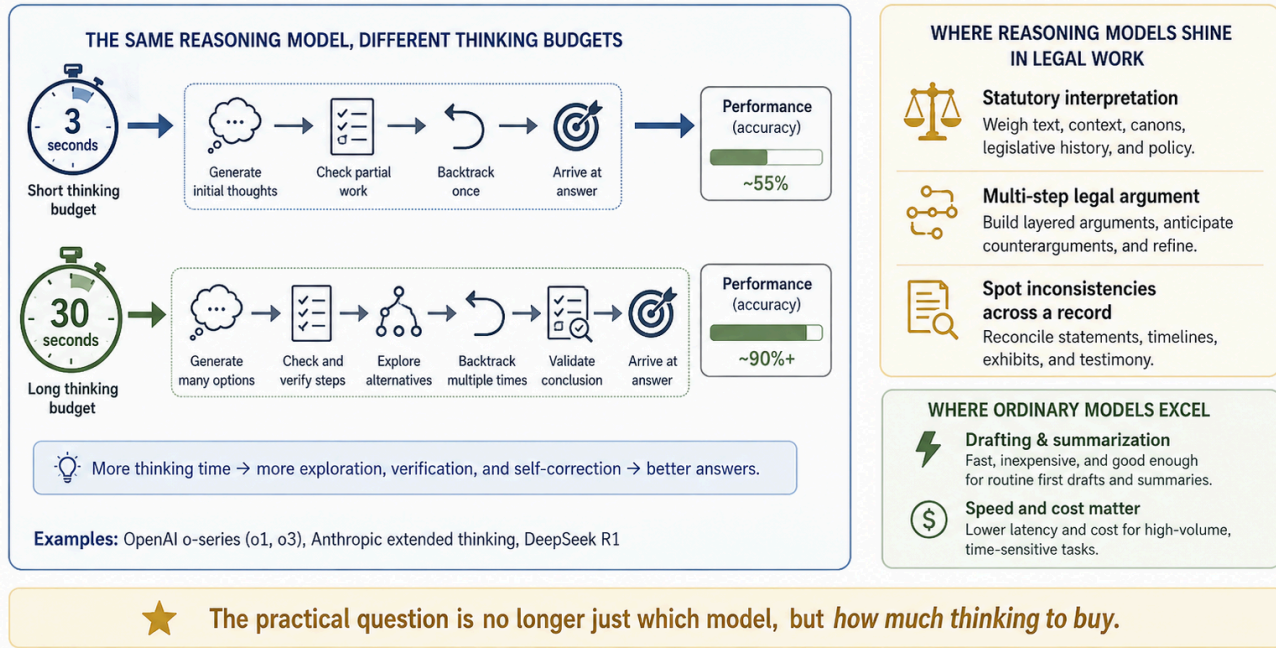 THE SAME REASONING MODEL, DIFFERENT THINKING BUDGETS
3
seconds
Short thinking
budget
Generate
initial thoughts
Check partial
work
Backtrack
once
Arrive at
answer
Performance
(accuracy)
~55%
30
seconds
Long thinking
budget
Generate
many options
Check and
verify steps
Explore
alternatives
Backtrack
multiple times
Validate
conclusion
Arrive at
answer
Performance
(accuracy)
~90%+
More thinking time → more exploration, verification, and self-correction → better answers.
Examples: OpenAI o-series (o1, o3), Anthropic extended thinking, DeepSeek R1
WHERE REASONING MODELS SHINE
IN LEGAL WORK
Statutory interpretation
Weigh text, context, canons,
legislative history, and policy.
Multi-step legal argument
Build layered arguments, anticipate
counterarguments, and refine.
Spot inconsistencies
across a record
Reconcile statements, timelines,
exhibits, and testimony.
WHERE ORDINARY MODELS EXCEL
Drafting & summarization
Fast, inexpensive, and good enough
for routine first drafts and summaries.
$
Speed and cost matter
Lower latency and cost for high-volume,
time-sensitive tasks.
The practical question is no longer just which model, but how much thinking to buy.